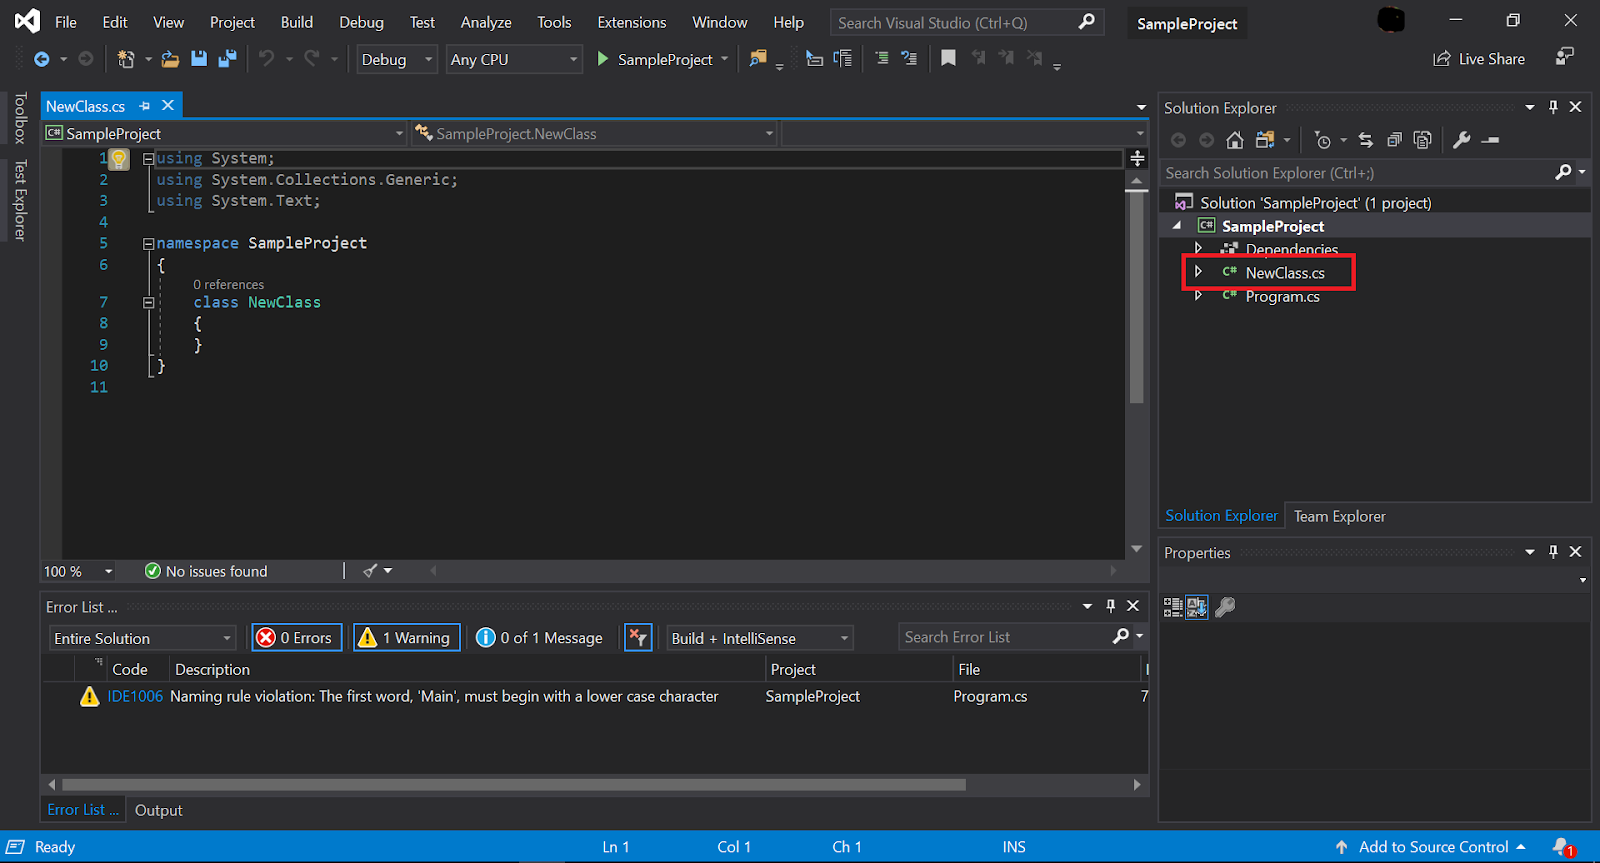 File Edit View Project Build Debug Test Analyze Tools Extensions Window Help Search Visual Studio (Ctrl+Q) SampleProject
Debug Any CPU SampleProject Live Share
Toolbox
Test Explorer
NewClass.cs
C# SampleProject SampleProject.NewClass
1 using System;
2 using System.Collections.Generic;
3 using System.Text;
4
5 namespace SampleProject
6 {
0 references
7 class NewClass
8 {
9 }
10 }
11
100 % No issues found
Error List ...
Entire Solution 0 Errors 1 Warning 0 of 1 Message Build + IntelliSense Search Error List
Code Description Project File
IDE1006 Naming rule violation: The first word, 'Main', must begin with a lower case character SampleProject Program.cs 7
Error List ... Output
Solution Explorer
Search Solution Explorer (Ctrl+;)
Solution 'SampleProject' (1 project)
C# SampleProject
Dependencies
C# NewClass.cs
C# Program.cs
Solution Explorer Team Explorer
Properties
Ready Ln 1 Col 1 Ch 1 INS Add to Source Control 1